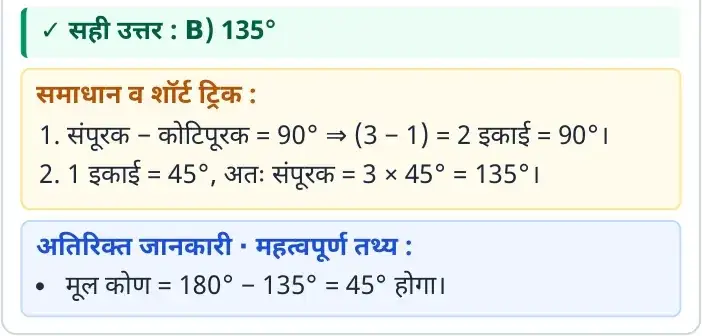 ✓ सही उत्तर : B) 135°
समाधान व शॉर्ट ट्रिक :
1. संपूरक − कोटिपूरक = 90° ⇒ (3 − 1) = 2 इकाई = 90°।
2. 1 इकाई = 45°, अतः संपूरक = 3 × 45° = 135°।
अतिरिक्त जानकारी · महत्वपूर्ण तथ्य :
• मूल कोण = 180° − 135° = 45° होगा।